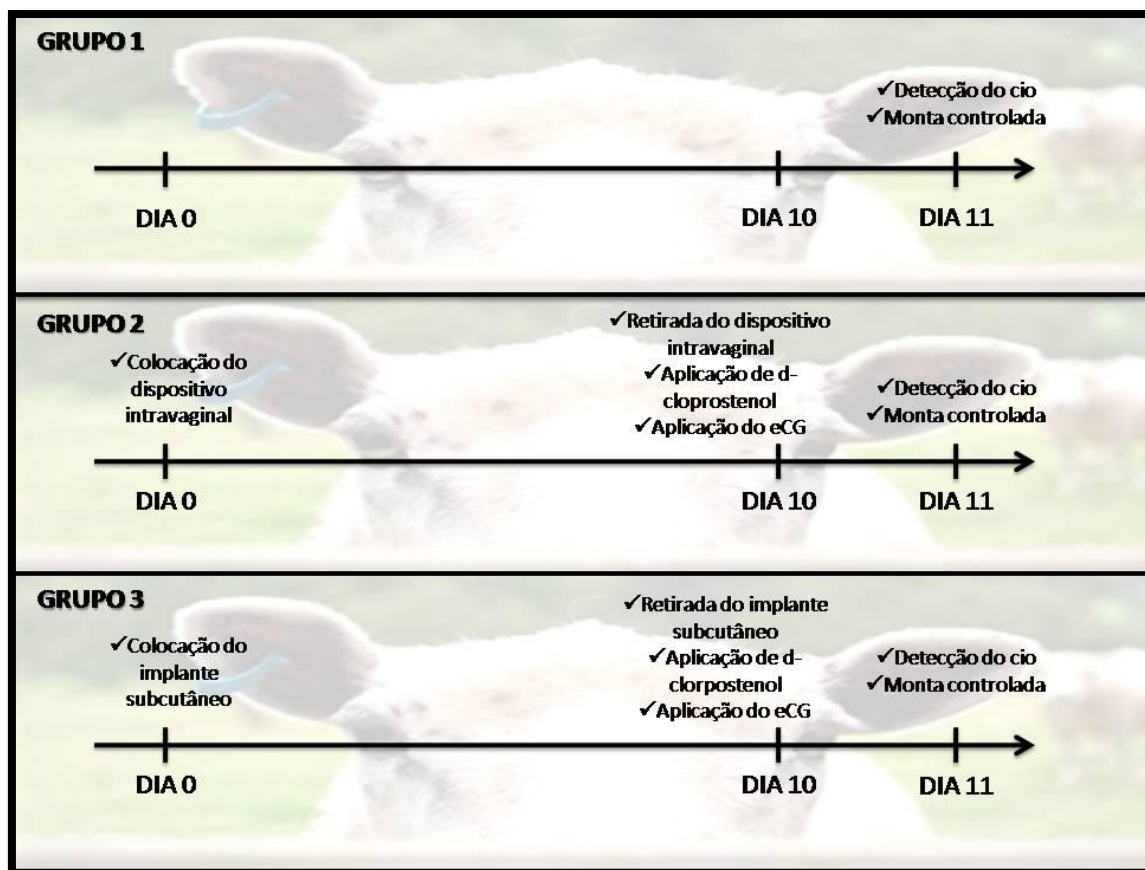 GRUPO 1
✓Detecção do cio
✓Monta controlada
DIA 0
DIA 10
DIA 11
GRUPO 2
✓Colocação do
dispositivo
intravaginal
✓Retirada do dispositivo
intravaginal
✓Aplicação de d-
cloprostenol
✓Aplicação do eCG
✓Detecção do cio
✓Monta controlada
DIA 0
DIA 10
DIA 11
GRUPO 3
✓Colocação do
implante
subcutâneo
✓Retirada do implante
subcutâneo
✓Aplicação de d-
clorpostenol
✓Aplicação do eCG
✓Detecção do cio
✓Monta controlada
DIA 0
DIA 10
DIA 11